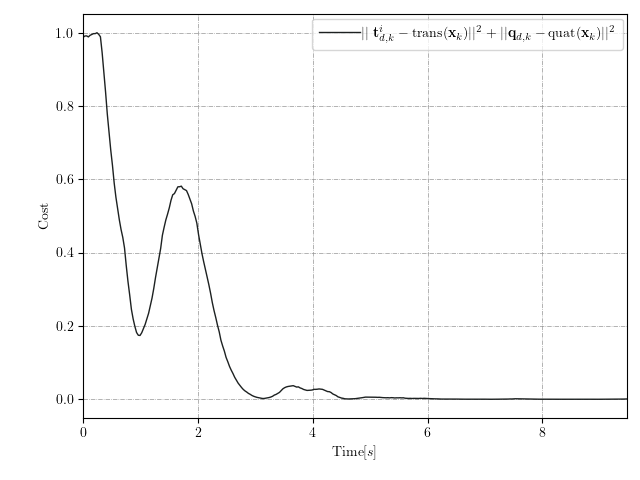 || t^i_{d,k} − trans(x_k)||^2 + ||q_{d,k} − quat(x_k)||^2
1.0
0.8
0.6
0.4
0.2
0.0
Cost
0 2 4 6 8
Time[s]